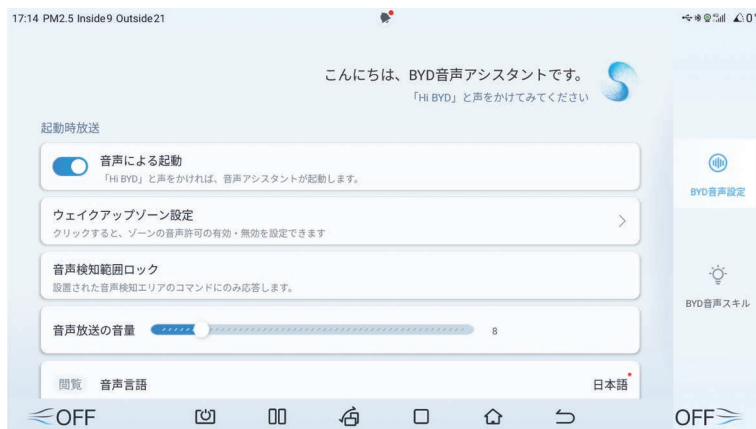 17:14 PM2.5 Inside9 Outside21
こんにちは、BYD音声アシスタントです。
「Hi BYD」と声をかけてみてください
起動時放送
音声による起動
「Hi BYD」と声をかければ、音声アシスタントが起動します。
ウェイクアップゾーン設定
クリックすると、ゾーンの音声許可の有効・無効を設定できます
音声検知範囲ロック
設置された音声検知エリアのコマンドにのみ応答します。
音声放送の音量 8
閲覧 音声言語 日本語
BYD音声設定
BYD音声スキル
OFF OFF